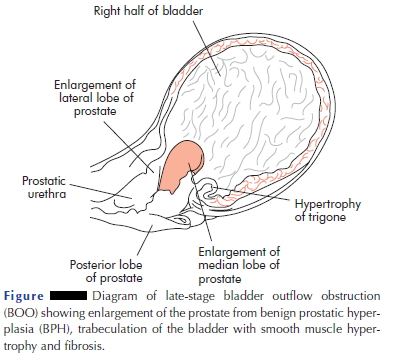 Right half of bladder
Enlargement of
lateral lobe of
prostate
Prostatic
urethra
Hypertrophy
of trigone
Posterior lobe
of prostate
Enlargement of
median lobe of
prostate
Figure Diagram of late-stage bladder outflow obstruction
(BOO) showing enlargement of the prostate from benign prostatic hyper-
plasia (BPH), trabeculation of the bladder with smooth muscle hyper-
trophy and fibrosis.